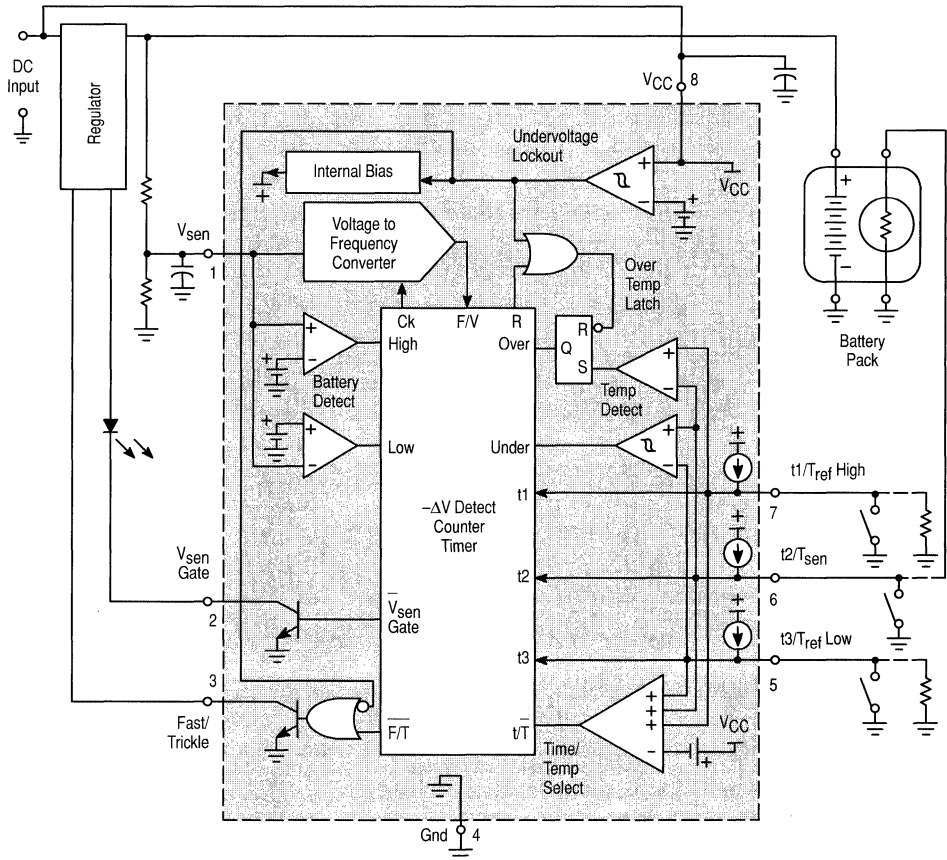 DC
Input
Regulator
VCC 8
Undervoltage
Lockout
Internal Bias
VCC
Voltage to
Frequency
Converter
Vsen
1
Over
Temp
Latch
Ck
F/V
R
High
Over
Q
R
S
Battery
Detect
Temp
Detect
Battery
Pack
Low
Under
t1
t1/Tref High
7
–ΔV Detect
Counter
Timer
t2
t2/Tsen
6
Vsen
Gate
2
V̅sen
Gate
t3
t3/Tref Low
5
3
Fast/
Trickle
F̅/̅T̅
t/T̅
Time/
Temp
Select
VCC
Gnd 4
+
−
+
−
+
−
+
−
+
−
+
−
+
+
+
−
+
+
+
+
+
+
+
+